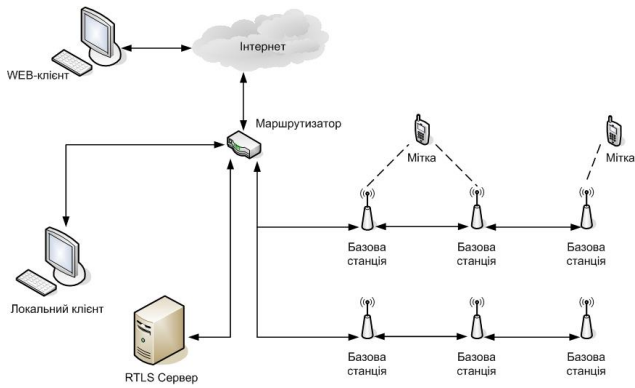 Інтернет
WEB-клієнт
Маршрутизатор
Мітка
Мітка
Базова
станція
Базова
станція
Базова
станція
Локальний клієнт
RTLS Сервер
Базова
станція
Базова
станція
Базова
станція